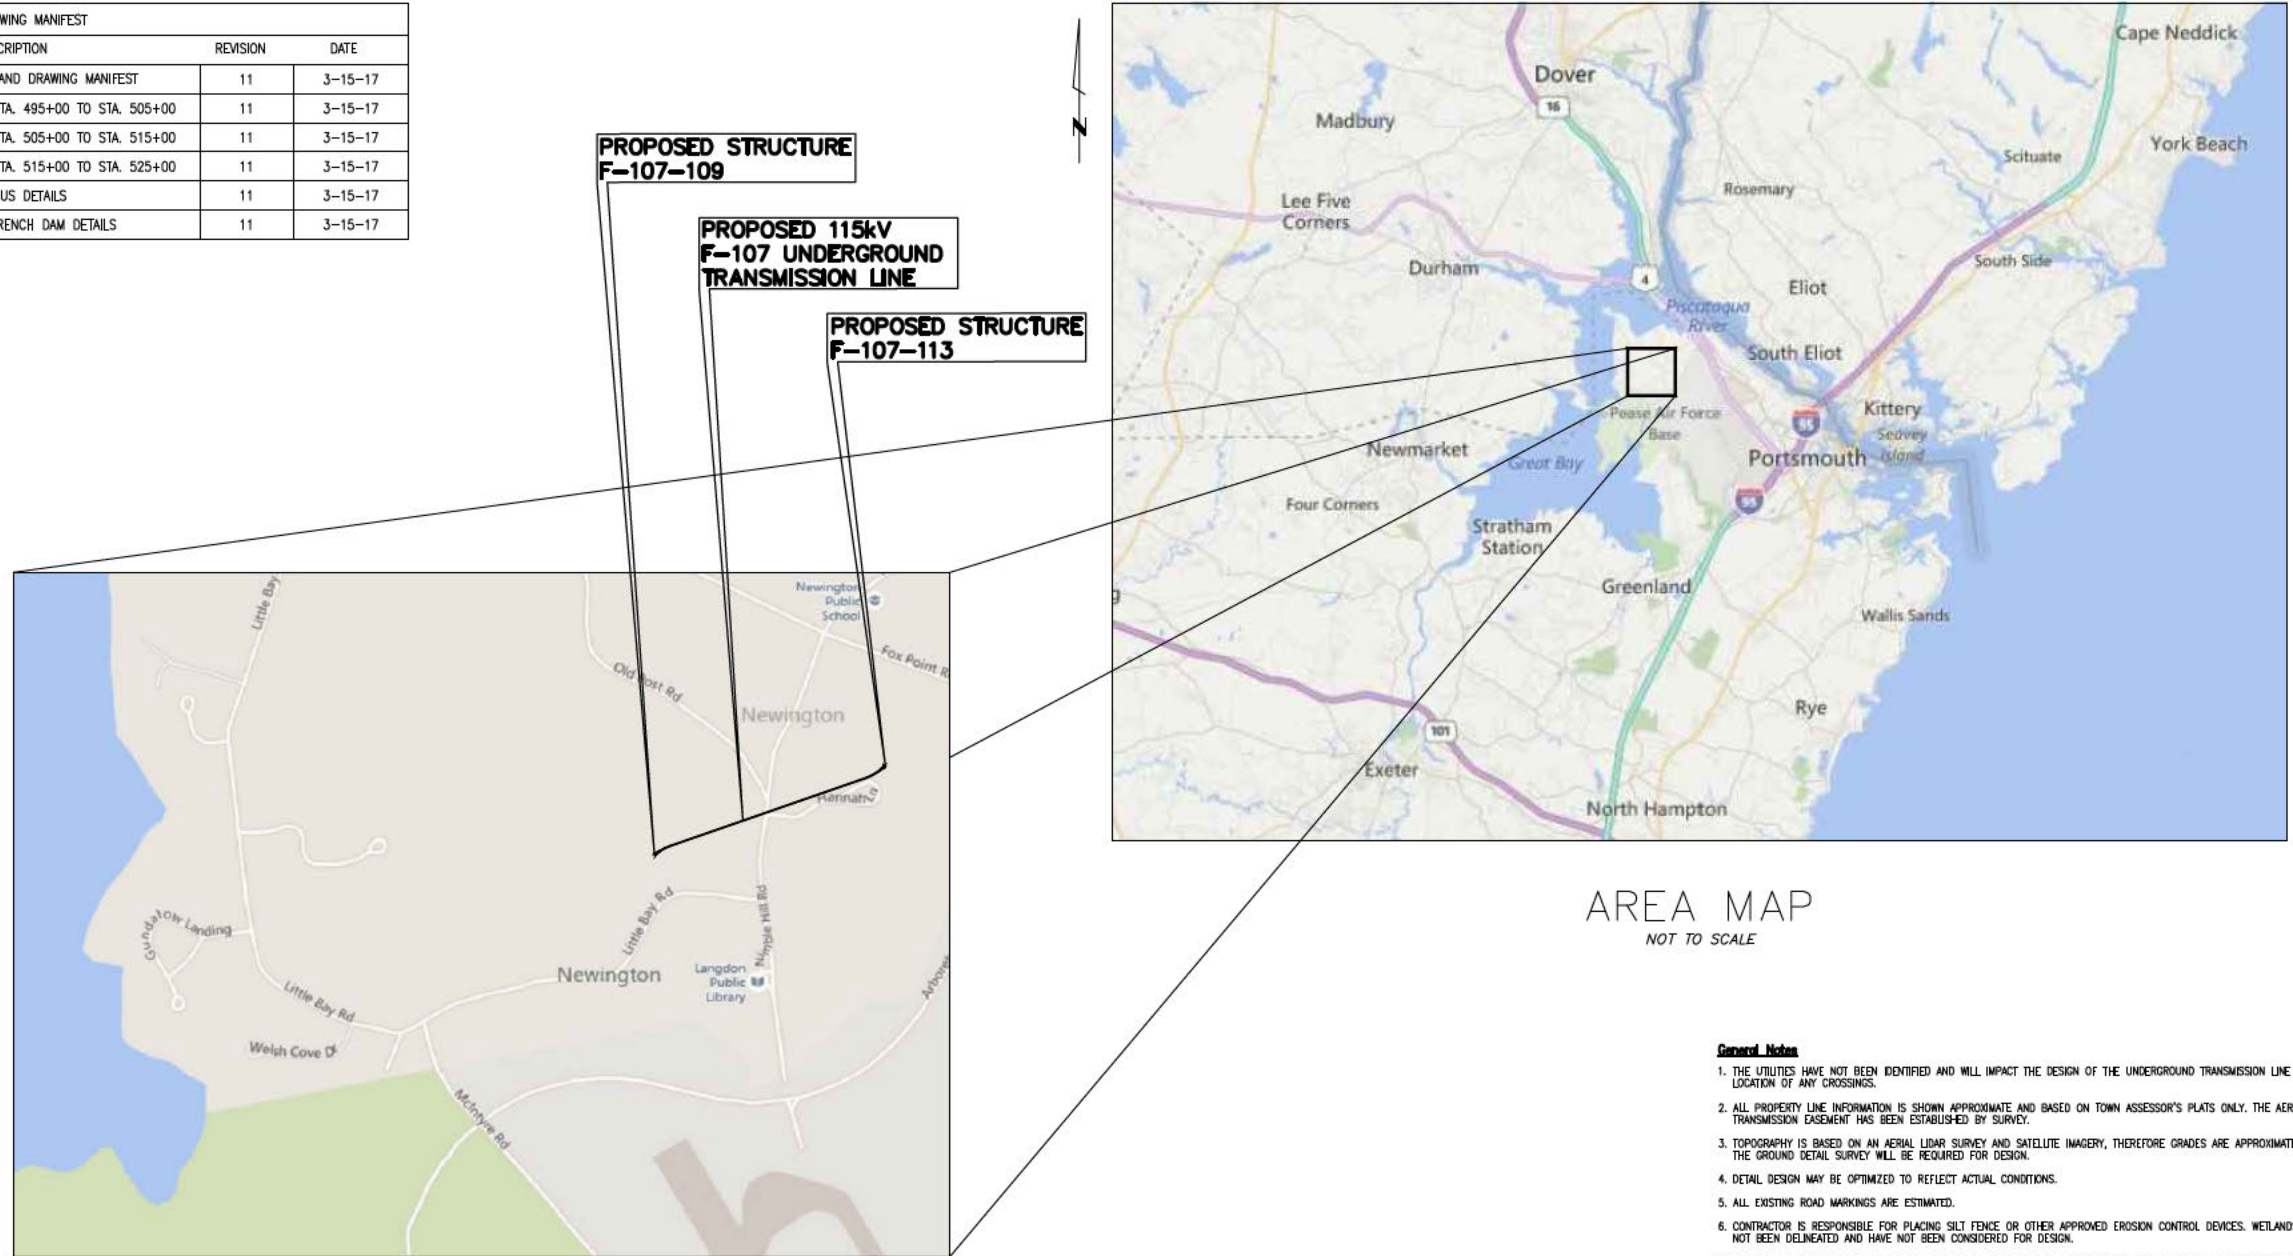 WING MANIFEST
CRIPTION REVISION DATE
AND DRAWING MANIFEST 11 3-15-17
TA. 495+00 TO STA. 505+00 11 3-15-17
TA. 505+00 TO STA. 515+00 11 3-15-17
TA. 515+00 TO STA. 525+00 11 3-15-17
US DETAILS 11 3-15-17
RENCH DAM DETAILS 11 3-15-17
N
PROPOSED STRUCTURE
F-107-109
PROPOSED 115kV
F-107 UNDERGROUND
TRANSMISSION LINE
PROPOSED STRUCTURE
F-107-113
Cape Neddick
Dover
16
Madbury
York Beach
Scituate
Rosemary
Lee Five
Corners
Durham
4
South Side
Eliot
Piscataqua
River
South Eliot
Pease Air Force
Base
Kittery
95
Seavey
Island
Newmarket
Great Bay
Portsmouth
95
Four Corners
Stratham
Station
Greenland
Wallis Sands
Rye
101
Exeter
North Hampton
Little Bay
Newington
Public
School
Fox Point R
Old Post Rd
Newington
Hannah Ln
Little Bay Rd
Nimble Hill Rd
Gundalow Landing
Newington
Langdon
Public
Library
Arbore
Little Bay Rd
Welsh Cove Dr
McIntyre Rd
AREA MAP
NOT TO SCALE
General Notes
1. THE UTILITIES HAVE NOT BEEN IDENTIFIED AND WILL IMPACT THE DESIGN OF THE UNDERGROUND TRANSMISSION LINE
LOCATION OF ANY CROSSINGS.
2. ALL PROPERTY LINE INFORMATION IS SHOWN APPROXIMATE AND BASED ON TOWN ASSESSOR'S PLATS ONLY. THE AER
TRANSMISSION EASEMENT HAS BEEN ESTABLISHED BY SURVEY.
3. TOPOGRAPHY IS BASED ON AN AERIAL LIDAR SURVEY AND SATELLITE IMAGERY, THEREFORE GRADES ARE APPROXIMAT
THE GROUND DETAIL SURVEY WILL BE REQUIRED FOR DESIGN.
4. DETAIL DESIGN MAY BE OPTIMIZED TO REFLECT ACTUAL CONDITIONS.
5. ALL EXISTING ROAD MARKINGS ARE ESTIMATED.
6. CONTRACTOR IS RESPONSIBLE FOR PLACING SILT FENCE OR OTHER APPROVED EROSION CONTROL DEVICES. WETLAND
NOT BEEN DELINEATED AND HAVE NOT BEEN CONSIDERED FOR DESIGN.